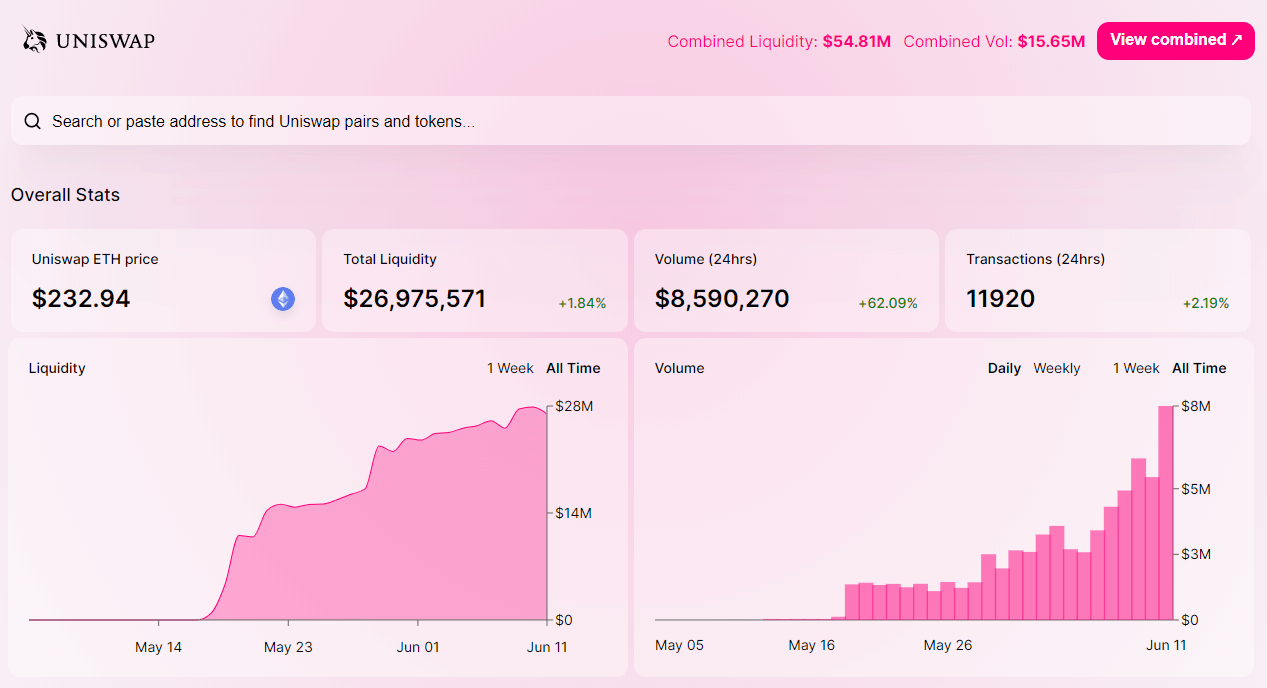 UNISWAP
Combined Liquidity: $54.81M Combined Vol: $15.65M View combined ↗
Search or paste address to find Uniswap pairs and tokens...
Overall Stats
Uniswap ETH price
$232.94
Total Liquidity
$26,975,571 +1.84%
Volume (24hrs)
$8,590,270 +62.09%
Transactions (24hrs)
11920 +2.19%
Liquidity 1 Week All Time
$28M
$14M
$0
May 14 May 23 Jun 01 Jun 11
Volume Daily Weekly 1 Week All Time
$8M
$5M
$3M
$0
May 05 May 16 May 26 Jun 11